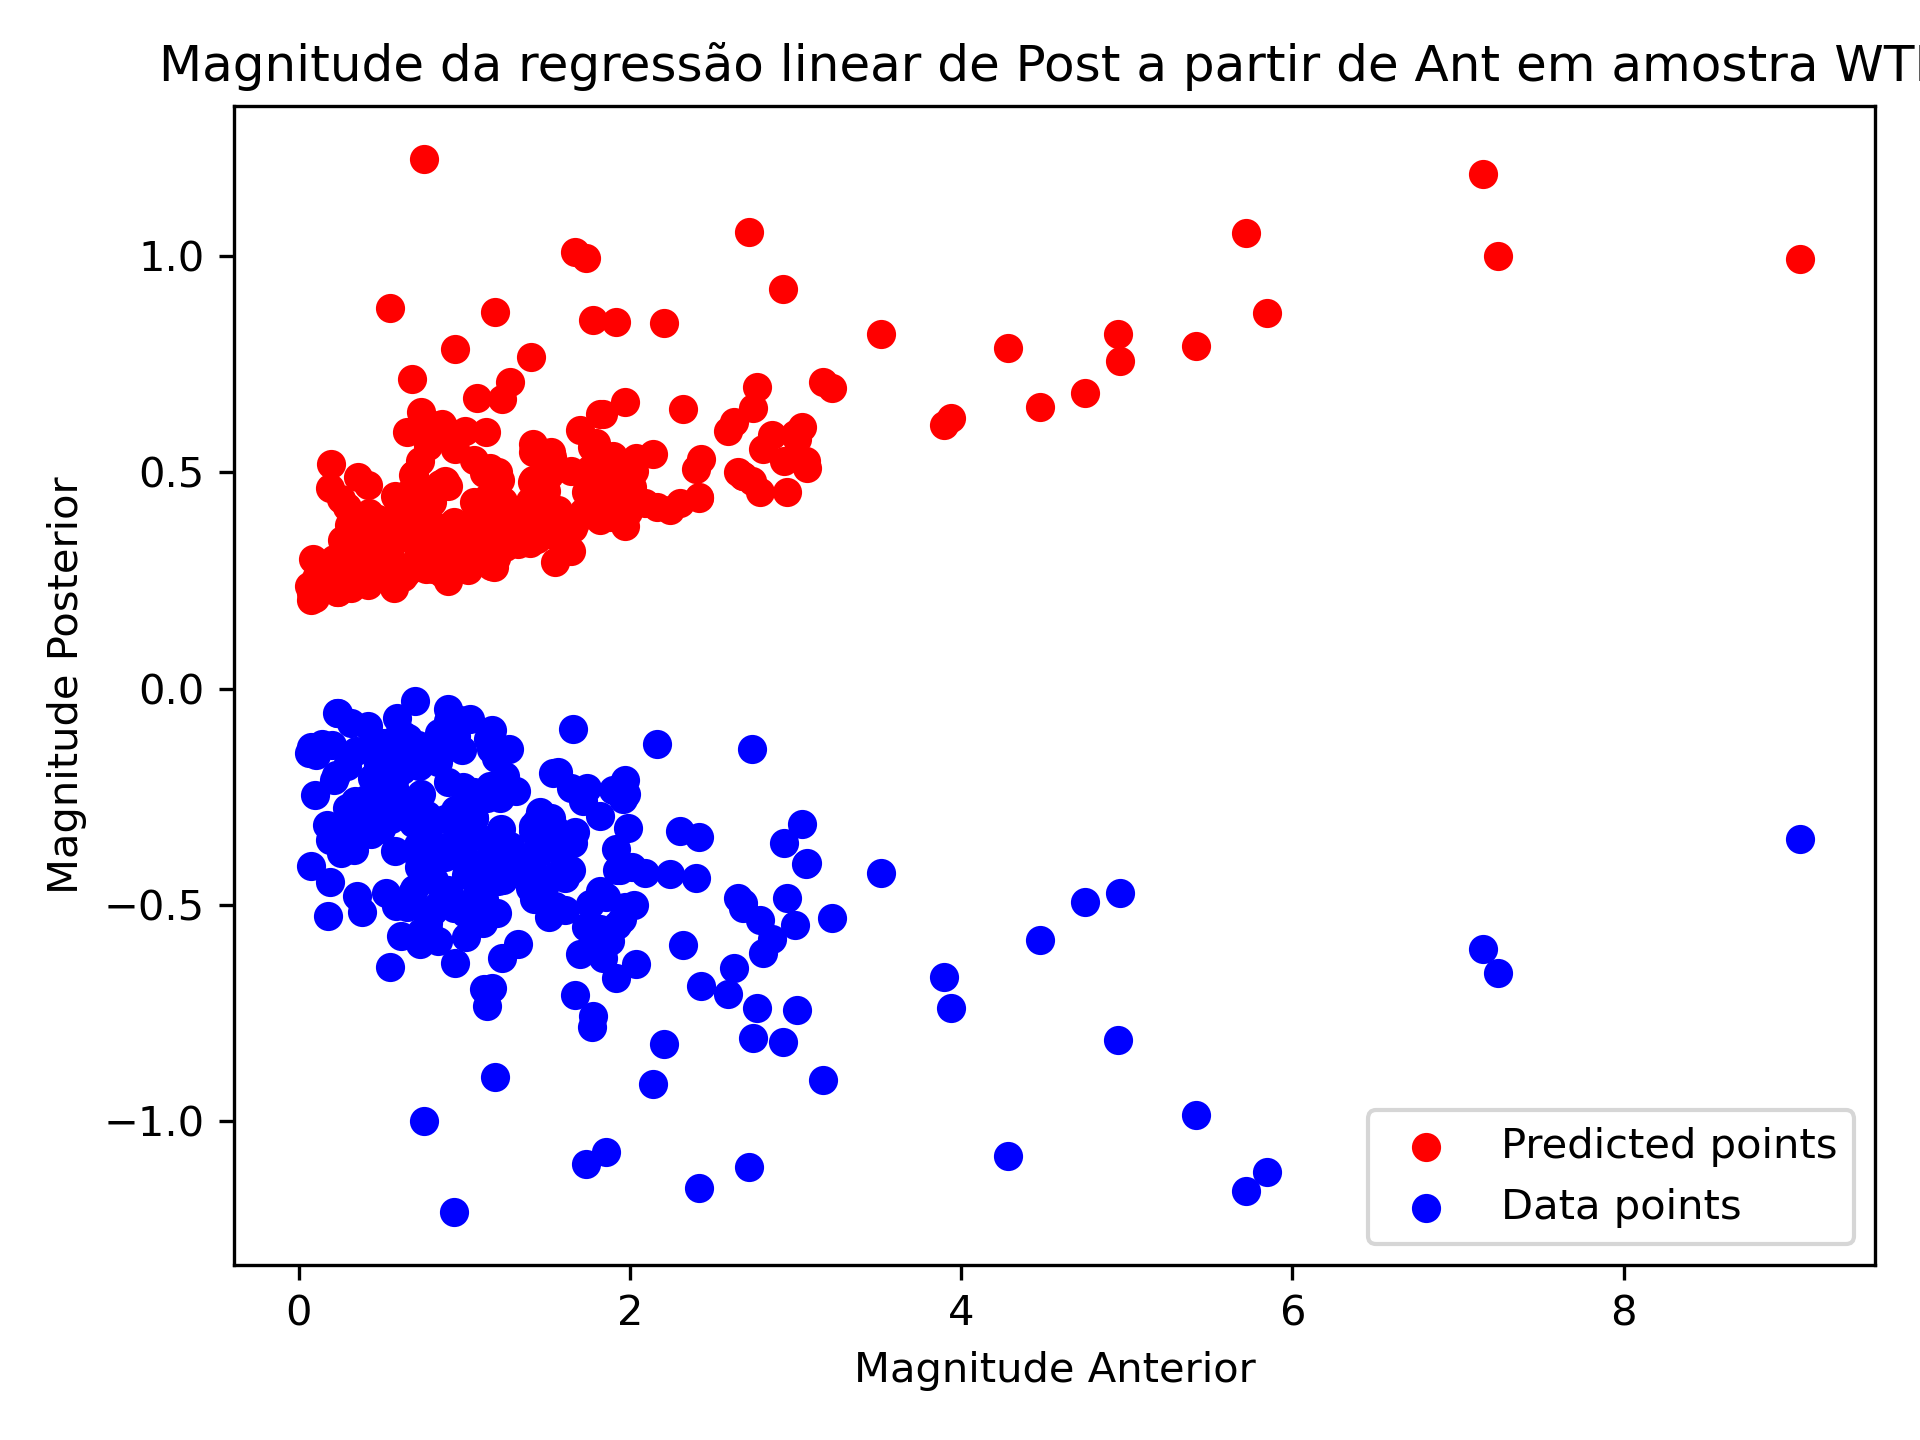 Magnitude da regressão linear de Post a partir de Ant em amostra
1.0
0.5
0.0
−0.5
−1.0
Magnitude Posterior
0 2 4 6 8
Magnitude Anterior
Predicted points
Data points